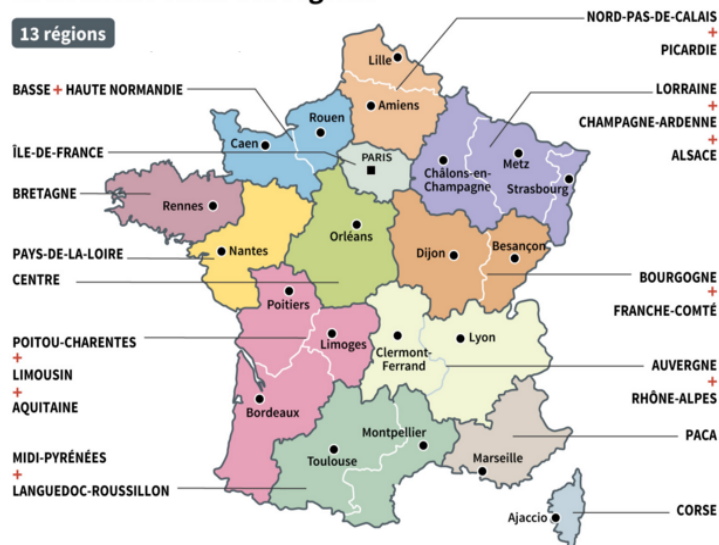 13 régions
NORD-PAS-DE-CALAIS
+
PICARDIE
BASSE + HAUTE NORMANDIE
LORRAINE
+
CHAMPAGNE-ARDENNE
+
ALSACE
ÎLE-DE-FRANCE
BRETAGNE
PAYS-DE-LA-LOIRE
CENTRE
BOURGOGNE
+
FRANCHE-COMTÉ
POITOU-CHARENTES
+
LIMOUSIN
+
AQUITAINE
AUVERGNE
+
RHÔNE-ALPES
PACA
MIDI-PYRÉNÉES
+
LANGUEDOC-ROUSSILLON
CORSE
Lille
Amiens
Rouen
Caen
PARIS
Châlons-en-
Champagne
Metz
Strasbourg
Rennes
Nantes
Orléans
Dijon
Besançon
Poitiers
Limoges
Clermont-
Ferrand
Lyon
Bordeaux
Toulouse
Montpellier
Marseille
Ajaccio